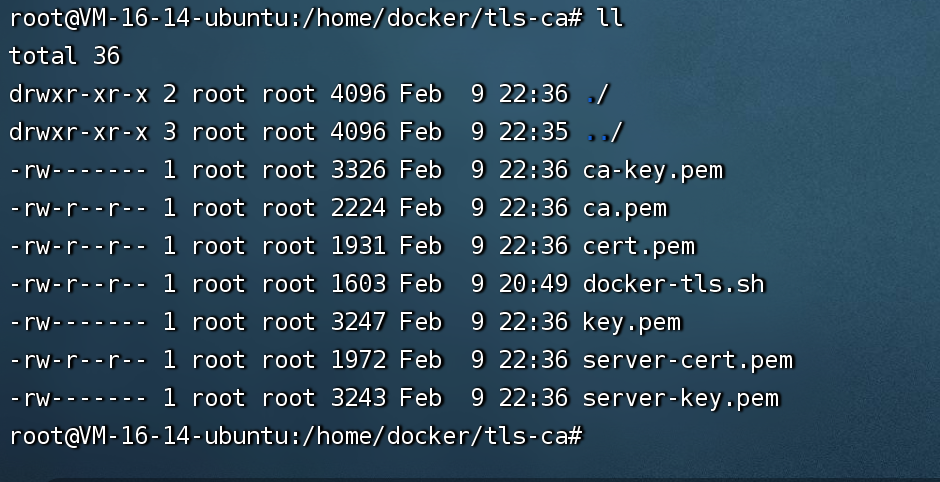 root@VM-16-14-ubuntu:/home/docker/tls-ca# ll
total 36
drwxr-xr-x 2 root root 4096 Feb  9 22:36 ./
drwxr-xr-x 3 root root 4096 Feb  9 22:35 ../
-rw------- 1 root root 3326 Feb  9 22:36 ca-key.pem
-rw-r--r-- 1 root root 2224 Feb  9 22:36 ca.pem
-rw-r--r-- 1 root root 1931 Feb  9 22:36 cert.pem
-rw-r--r-- 1 root root 1603 Feb  9 20:49 docker-tls.sh
-rw------- 1 root root 3247 Feb  9 22:36 key.pem
-rw-r--r-- 1 root root 1972 Feb  9 22:36 server-cert.pem
-rw------- 1 root root 3243 Feb  9 22:36 server-key.pem
root@VM-16-14-ubuntu:/home/docker/tls-ca#